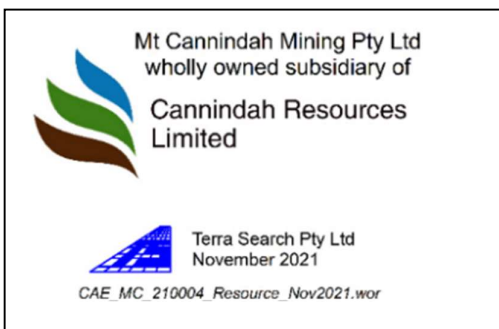 Mt Cannindah Mining Pty Ltd
wholly owned subsidiary of
Cannindah Resources
Limited
Terra Search Pty Ltd
November 2021
CAE_MC_210004_Resource_Nov2021.wor